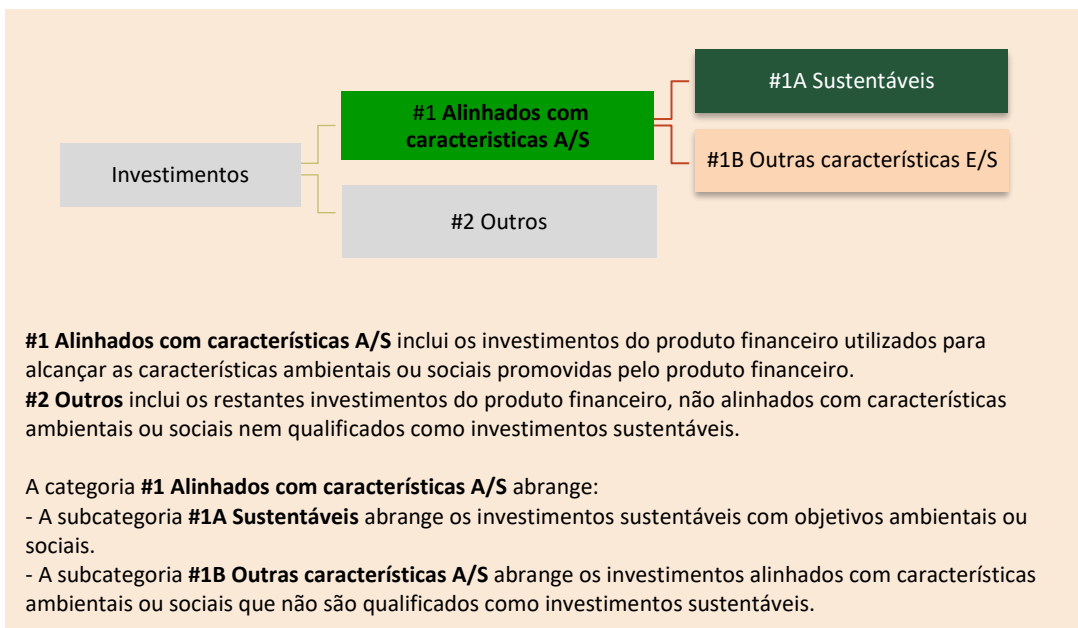 #1A Sustentáveis
#1 Alinhados com
caracteristicas A/S
#1B Outras características E/S
Investimentos
#2 Outros
#1 Alinhados com características A/S inclui os investimentos do produto financeiro utilizados para
alcançar as características ambientais ou sociais promovidas pelo produto financeiro.
#2 Outros inclui os restantes investimentos do produto financeiro, não alinhados com características
ambientais ou sociais nem qualificados como investimentos sustentáveis.
A categoria #1 Alinhados com características A/S abrange:
- A subcategoria #1A Sustentáveis abrange os investimentos sustentáveis com objetivos ambientais ou
sociais.
- A subcategoria #1B Outras características A/S abrange os investimentos alinhados com características
ambientais ou sociais que não são qualificados como investimentos sustentáveis.